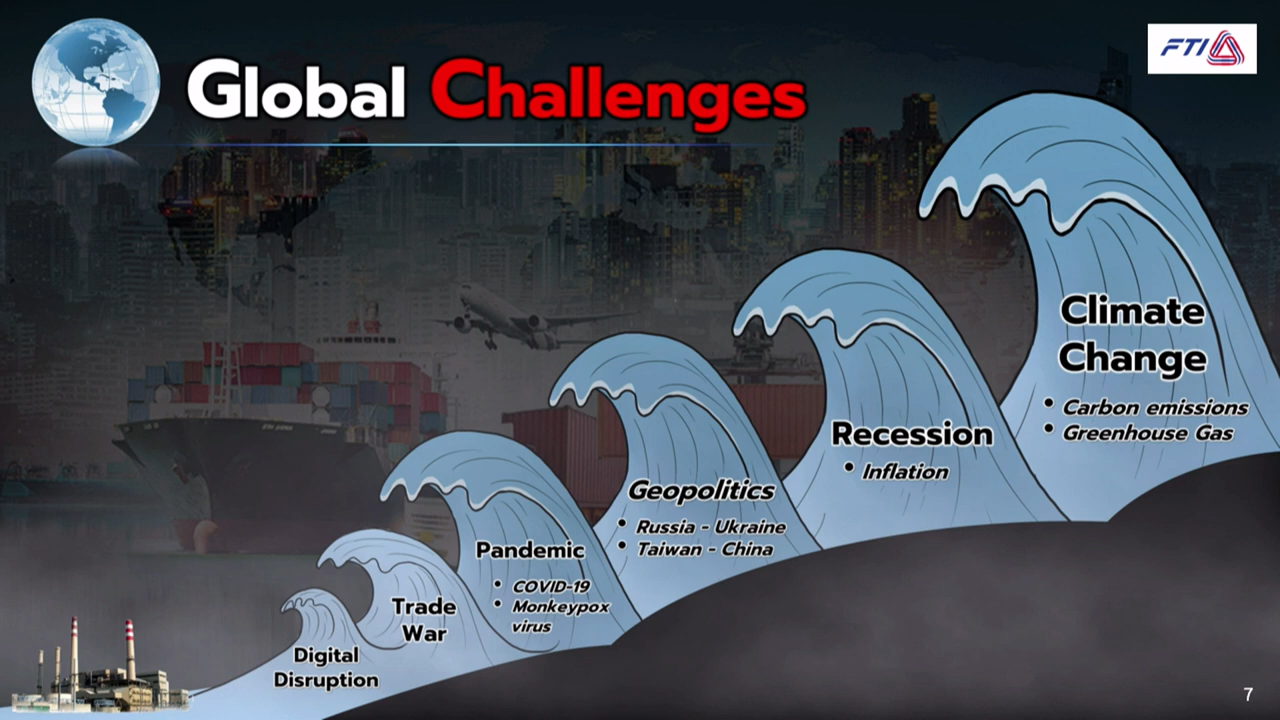 Global Challenges
FTI
Climate
Change
• Carbon emissions
• Greenhouse Gas
Recession
• Inflation
Geopolitics
• Russia - Ukraine
• Taiwan - China
Pandemic
• COVID-19
• Monkeypox
virus
Trade
War
Digital
Disruption
7